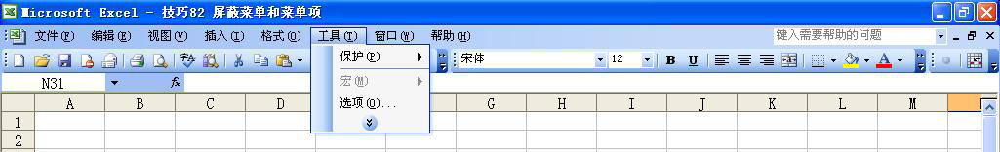 Microsoft Excel - 技巧82 屏蔽菜单和菜单项
文件(F) 编辑(E) 视图(V) 插入(I) 格式(O) 工具(T) 窗口(W) 帮助(H) 键入需要帮助的问题
保护(P)
宋体 12 B U A
宏(M)
N31 fx
选项(O)...
A B C D G H I J K L M
1
2